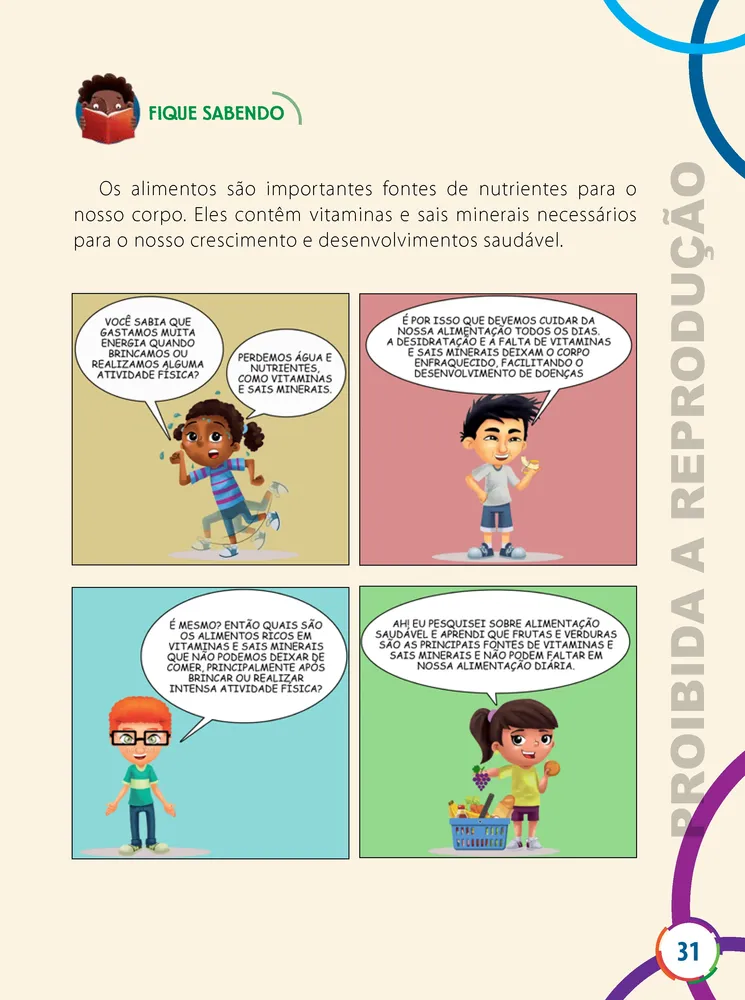 FIQUE SABENDO
Os alimentos são importantes fontes de nutrientes para o
nosso corpo. Eles contêm vitaminas e sais minerais necessários
para o nosso crescimento e desenvolvimentos saudável.
VOCÊ SABIA QUE
GASTAMOS MUITA
ENERGIA QUANDO
BRINCAMOS OU
REALIZAMOS ALGUMA
ATIVIDADE FÍSICA?
PERDEMOS ÁGUA E
NUTRIENTES,
COMO VITAMINAS
E SAIS MINERAIS.
É POR ISSO QUE DEVEMOS CUIDAR DA
NOSSA ALIMENTAÇÃO TODOS OS DIAS.
A DESIDRATAÇÃO E A FALTA DE VITAMINAS
E SAIS MINERAIS DEIXAM O CORPO
ENFRAQUECIDO, FACILITANDO O
DESENVOLVIMENTO DE DOENÇAS
É MESMO? ENTÃO QUAIS SÃO
OS ALIMENTOS RICOS EM
VITAMINAS E SAIS MINERAIS
QUE NÃO PODEMOS DEIXAR DE
COMER, PRINCIPALMENTE APÓS
BRINCAR OU REALIZAR
INTENSA ATIVIDADE FÍSICA?
AH! EU PESQUISEI SOBRE ALIMENTAÇÃO
SAUDÁVEL E APRENDI QUE FRUTAS E VERDURAS
SÃO AS PRINCIPAIS FONTES DE VITAMINAS E
SAIS MINERAIS E NÃO PODEM FALTAR EM
NOSSA ALIMENTAÇÃO DIÁRIA.
PROIBIDA A REPRODUÇÃO
31